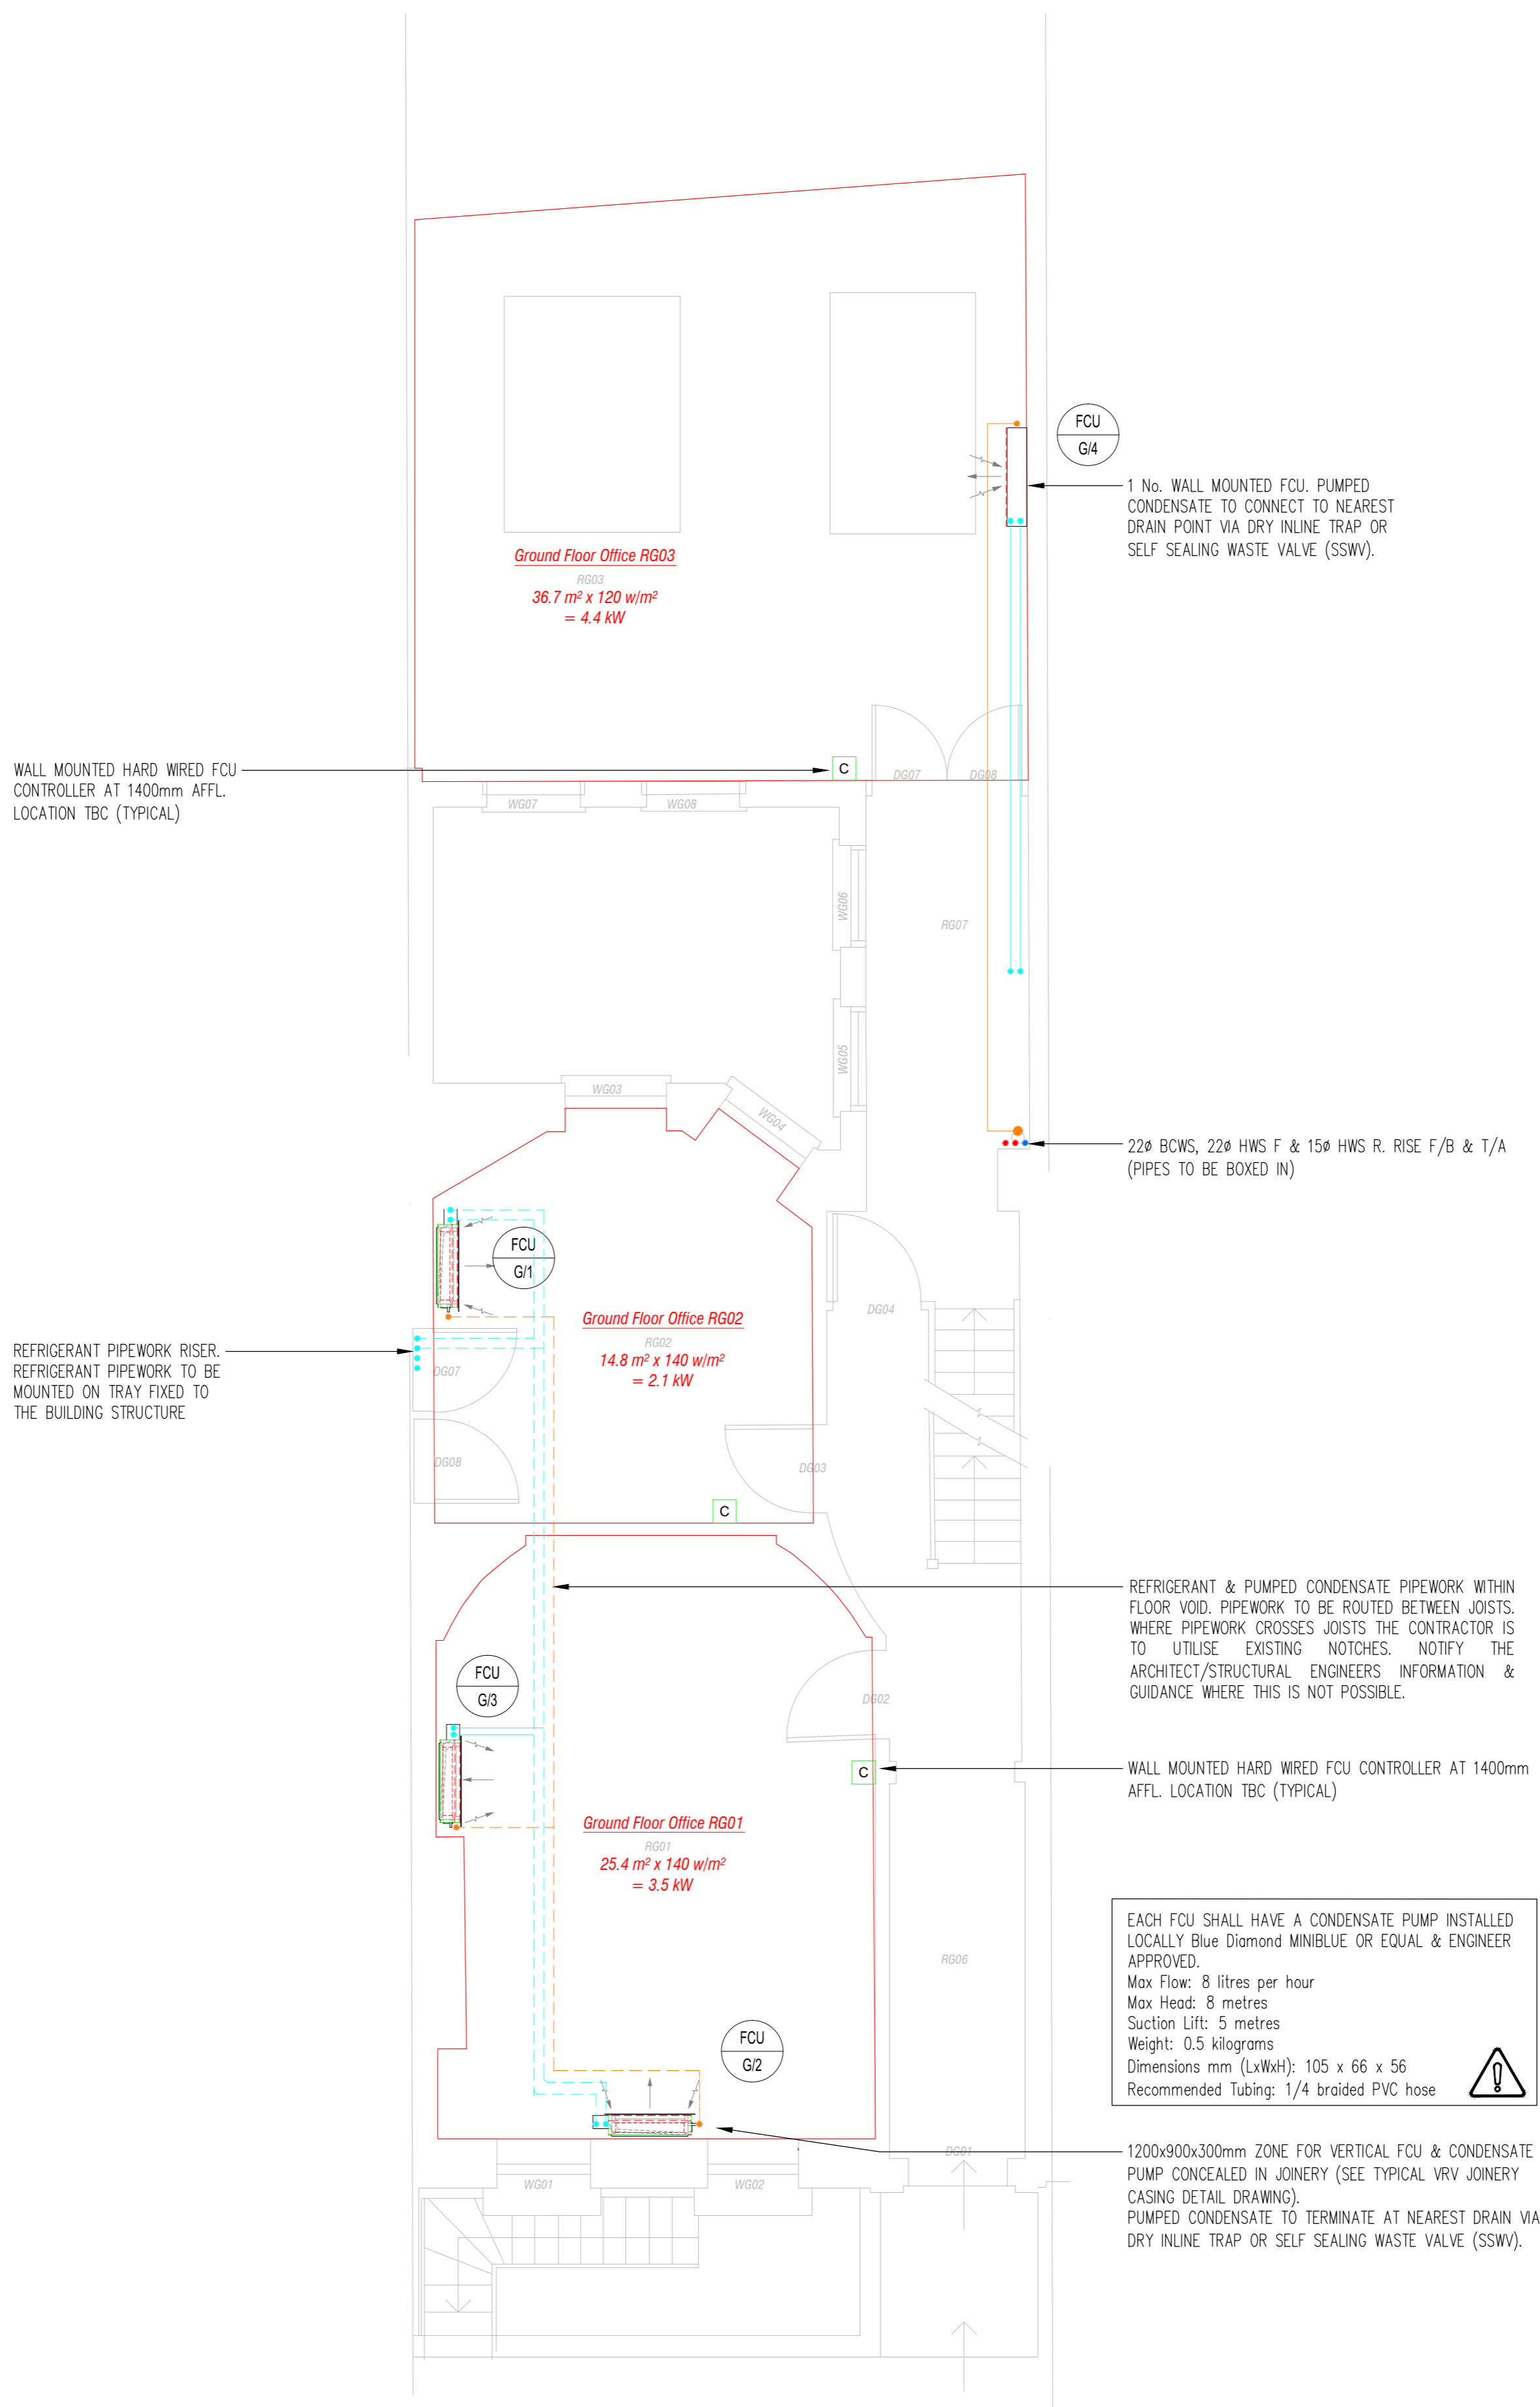 FCU
G/4
1 No. WALL MOUNTED FCU. PUMPED
CONDENSATE TO CONNECT TO NEAREST
DRAIN POINT VIA DRY INLINE TRAP OR
SELF SEALING WASTE VALVE (SSWV).
Ground Floor Office RG03
RG03
36.7 m² x 120 w/m²
= 4.4 kW
WALL MOUNTED HARD WIRED FCU
CONTROLLER AT 1400mm AFFL.
LOCATION TBC (TYPICAL)
C
DG07
DG08
WG07
WG08
WG06
RG07
WG05
WG03
WG04
22ø BCWS, 22ø HWS F & 15ø HWS R. RISE F/B & T/A
(PIPES TO BE BOXED IN)
FCU
G/1
DG04
Ground Floor Office RG02
RG02
14.8 m² x 140 w/m²
= 2.1 kW
REFRIGERANT PIPEWORK RISER.
REFRIGERANT PIPEWORK TO BE
MOUNTED ON TRAY FIXED TO
THE BUILDING STRUCTURE
DG07
DG08
DG03
C
REFRIGERANT & PUMPED CONDENSATE PIPEWORK WITHIN
FLOOR VOID. PIPEWORK TO BE ROUTED BETWEEN JOISTS.
WHERE PIPEWORK CROSSES JOISTS THE CONTRACTOR IS
TO UTILISE EXISTING NOTCHES. NOTIFY THE
ARCHITECT/STRUCTURAL ENGINEERS INFORMATION &
GUIDANCE WHERE THIS IS NOT POSSIBLE.
FCU
G/3
DG02
C
WALL MOUNTED HARD WIRED FCU CONTROLLER AT 1400mm
AFFL. LOCATION TBC (TYPICAL)
Ground Floor Office RG01
RG01
25.4 m² x 140 w/m²
= 3.5 kW
RG06
EACH FCU SHALL HAVE A CONDENSATE PUMP INSTALLED
LOCALLY Blue Diamond MINIBLUE OR EQUAL & ENGINEER
APPROVED.
Max Flow: 8 litres per hour
Max Head: 8 metres
Suction Lift: 5 metres
Weight: 0.5 kilograms
Dimensions mm (LxWxH): 105 x 66 x 56
Recommended Tubing: 1/4 braided PVC hose
!
FCU
G/2
DG01
1200x900x300mm ZONE FOR VERTICAL FCU & CONDENSATE
PUMP CONCEALED IN JOINERY (SEE TYPICAL VRV JOINERY
CASING DETAIL DRAWING).
PUMPED CONDENSATE TO TERMINATE AT NEAREST DRAIN VIA
DRY INLINE TRAP OR SELF SEALING WASTE VALVE (SSWV).
WG01
WG02